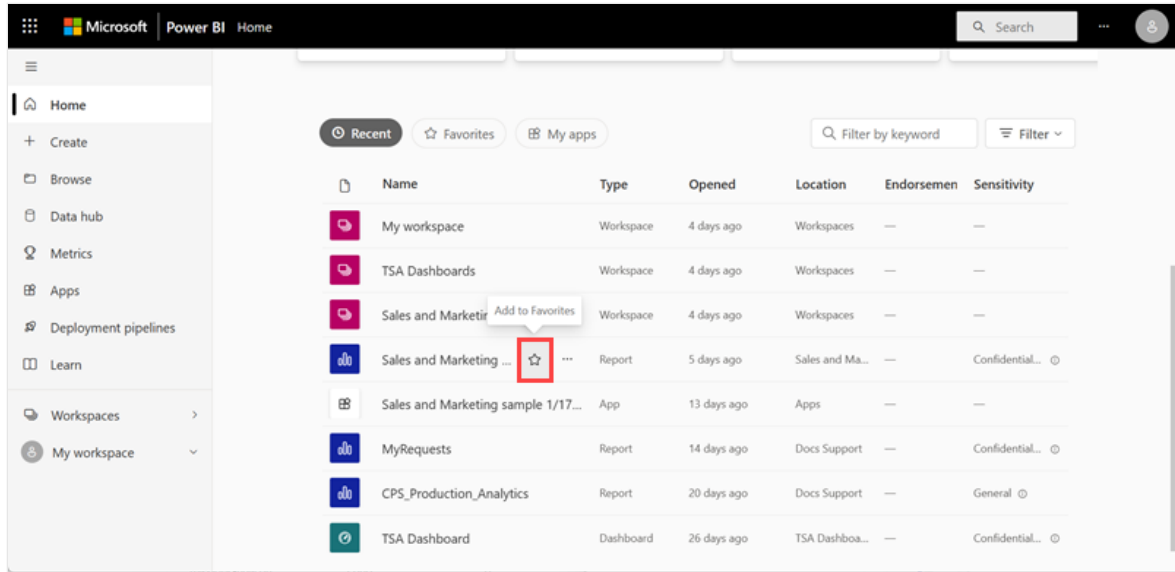 Microsoft Power BI Home Search ...
Home
Create
Browse
Data hub
Metrics
Apps
Deployment pipelines
Learn
Workspaces
My workspace
Recent Favorites My apps Filter by keyword Filter
Name Type Opened Location Endorsemen Sensitivity
My workspace Workspace 4 days ago Workspaces — —
TSA Dashboards Workspace 4 days ago Workspaces — —
Add to Favorites
Sales and Marketin Workspace 4 days ago Workspaces — —
Sales and Marketing ... ... Report 5 days ago Sales and Ma... — Confidential...
Sales and Marketing sample 1/17... App 13 days ago Apps — —
MyRequests Report 14 days ago Docs Support — Confidential...
CPS_Production_Analytics Report 20 days ago Docs Support — General
TSA Dashboard Dashboard 26 days ago TSA Dashboa... — Confidential...